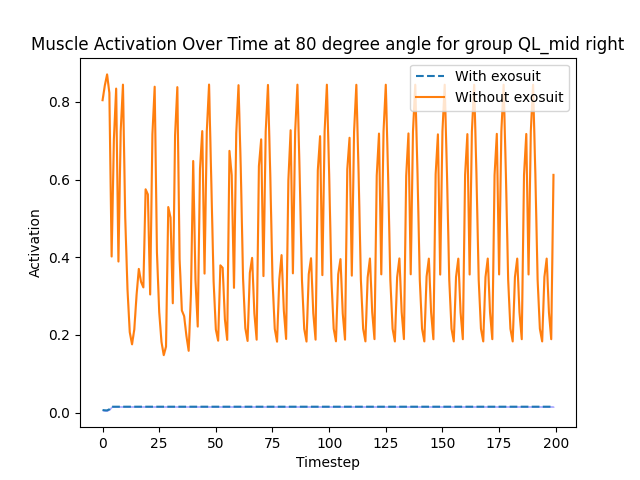 Muscle Activation Over Time at 80 degree angle for group QL_mid right
With exosuit
Without exosuit
Activation
0.8
0.6
0.4
0.2
0.0
0 25 50 75 100 125 150 175 200
Timestep